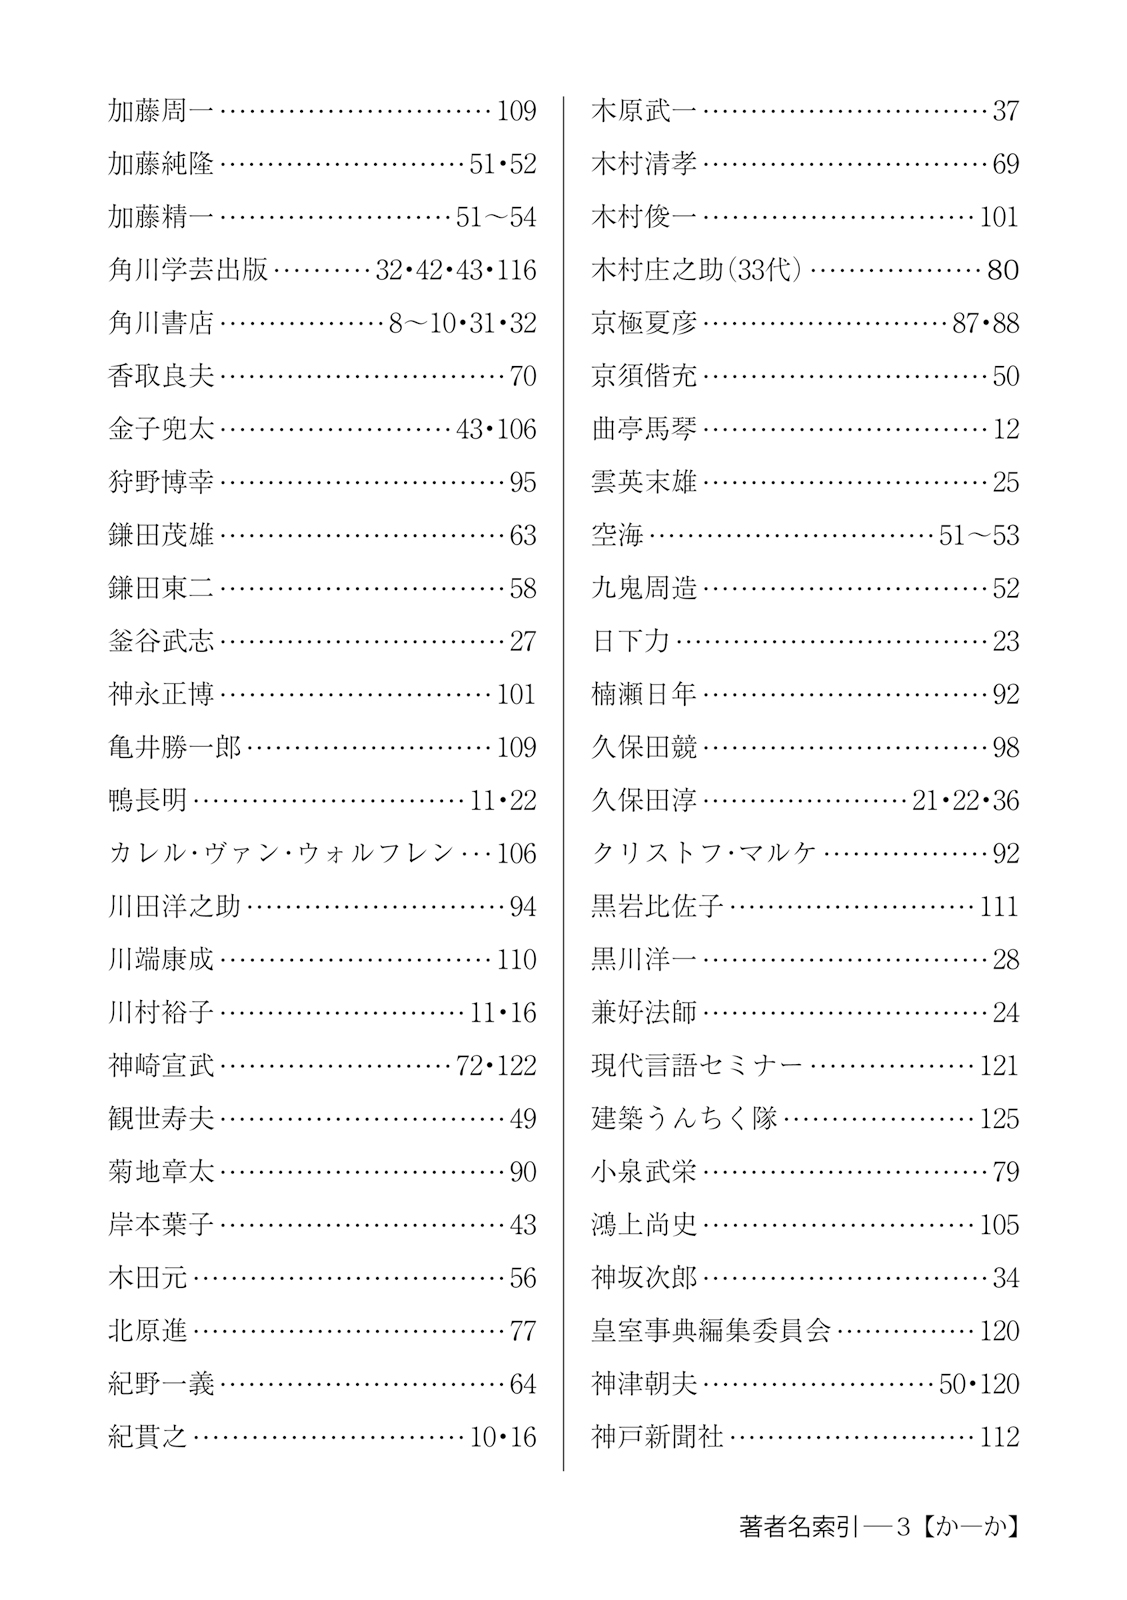 加藤周一…………………………109
加藤純隆………………………51・52
加藤精一……………………51〜54
角川学芸出版…………32・42・43・116
角川書店………………8〜10・31・32
香取良夫…………………………70
金子兜太……………………43・106
狩野博幸…………………………95
鎌田茂雄…………………………63
鎌田東二…………………………58
釜谷武志…………………………27
神永正博…………………………101
亀井勝一郎………………………109
鴨長明…………………………11・22
カレル・ヴァン・ウォルフレン…106
川田洋之助………………………94
川端康成…………………………110
川村裕子………………………11・16
神崎宣武……………………72・122
観世寿夫…………………………49
菊地章太…………………………90
岸本葉子…………………………43
木田元……………………………56
北原進……………………………77
紀野一義…………………………64
紀貫之…………………………10・16
木原武一…………………………37
木村清孝…………………………69
木村俊一…………………………101
木村庄之助（33代）………………80
京極夏彦………………………87・88
京須偕充…………………………50
曲亭馬琴…………………………12
雲英末雄…………………………25
空海…………………………51〜53
九鬼周造…………………………52
日下力……………………………23
楠瀬日年…………………………92
久保田競…………………………98
久保田淳…………………21・22・36
クリストフ・マルケ………………92
黒岩比佐子………………………111
黒川洋一…………………………28
兼好法師…………………………24
現代言語セミナー………………121
建築うんちく隊…………………125
小泉武栄…………………………79
鴻上尚史…………………………105
神坂次郎…………………………34
皇室事典編集委員会……………120
神津朝夫……………………50・120
神戸新聞社………………………112
著者名索引―3【か―か】